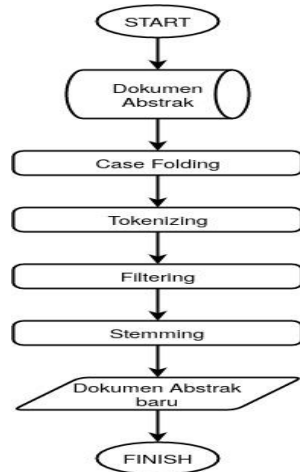 START
Dokumen
Abstrak
Case Folding
Tokenizing
Filtering
Stemming
Dokumen Abstrak
baru
FINISH